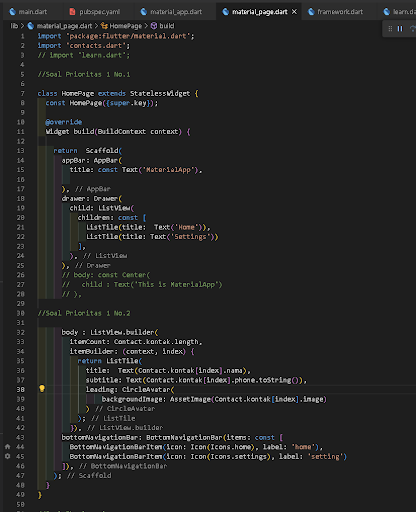 main.dart pubspec.yaml material_app.dart material_page.dart × framework.dart learn.dart
lib > material_page.dart > HomePage > build
1 import 'package:flutter/material.dart';
2 import 'contacts.dart';
3 // import 'learn.dart';
4
5 //Soal Prioritas 1 No.1
6
7 class HomePage extends StatelessWidget {
8 const HomePage({super.key});
9
10 @override
11 Widget build(BuildContext context) {
12
13 return Scaffold(
14 appBar: AppBar(
15 title: const Text('MaterialApp'),
16
17 ), // AppBar
18 drawer: Drawer(
19 child: ListView(
20 children: const [
21 ListTile(title: Text('Home')),
22 ListTile(title: Text('Settings'))
23 ],
24 ), // ListView
25 ), // Drawer
26 // body: const Center(
27 // child : Text('This is MaterialApp')
28 // ),
29
30 //Soal Prioritas 1 No.2
31
32 body : ListView.builder(
33 itemCount: Contact.kontak.length,
34 itemBuilder: (context, index) {
35 return ListTile(
36 title: Text(Contact.kontak[index].nama),
37 subtitle: Text(Contact.kontak[index].phone.toString()),
38 leading: CircleAvatar(
39 backgroundImage: AssetImage(Contact.kontak[index].image)
40 ) // CircleAvatar
41 ); // ListTile
42 }), // ListView.builder
43 bottomNavigationBar: BottomNavigationBar(items: const [
44 BottomNavigationBarItem(icon: Icon(Icons.home), label: 'home'),
45 BottomNavigationBarItem(icon: Icon(Icons.settings), label: 'setting')
46 ]), // BottomNavigationBar
47 ); // Scaffold
48 }
49 }
50